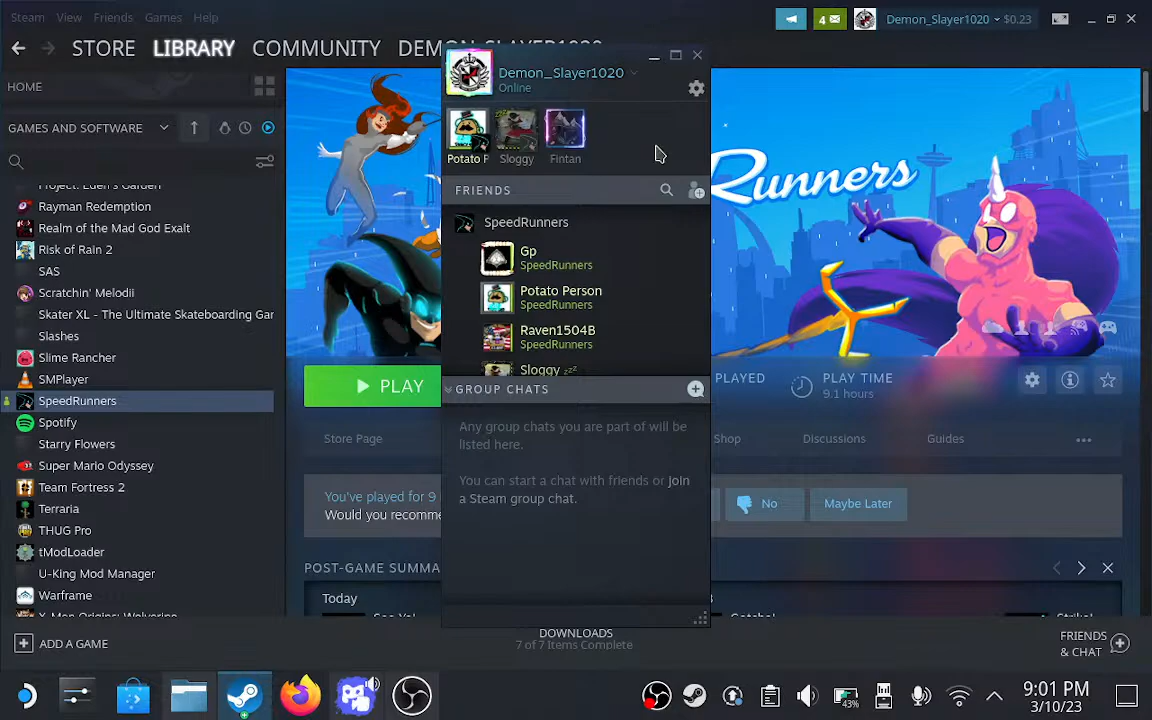 Steam View Friends Games Help
4 Demon_Slayer1020 $0.23
STORE LIBRARY COMMUNITY DEMON_SLAYER1020
HOME
GAMES AND SOFTWARE
Project: Eden's Garden
Rayman Redemption
Realm of the Mad God Exalt
Risk of Rain 2
SAS
Scratchin' Melodii
Skater XL - The Ultimate Skateboarding Gar
Slashes
Slime Rancher
SMPlayer
SpeedRunners
Spotify
Starry Flowers
Super Mario Odyssey
Team Fortress 2
Terraria
THUG Pro
tModLoader
U-King Mod Manager
Warframe
X-Men Origins: Wolverine
ADD A GAME
Demon_Slayer1020
Online
Potato P Sloggy Fintan
FRIENDS
SpeedRunners
Gp
SpeedRunners
Potato Person
SpeedRunners
Raven1504B
SpeedRunners
Sloggy zzz
GROUP CHATS
Any group chats you are part of will be
listed here.
You can start a chat with friends or join
a Steam group chat.
Runners
PLAY
PLAYED
PLAY TIME
9.1 hours
Store Page
Shop Discussions Guides
You've played for 9
Would you recomme
No Maybe Later
POST-GAME SUMMA
Today
DOWNLOADS
7 of 7 Items Complete
FRIENDS
& CHAT
43%
9:01 PM
3/10/23